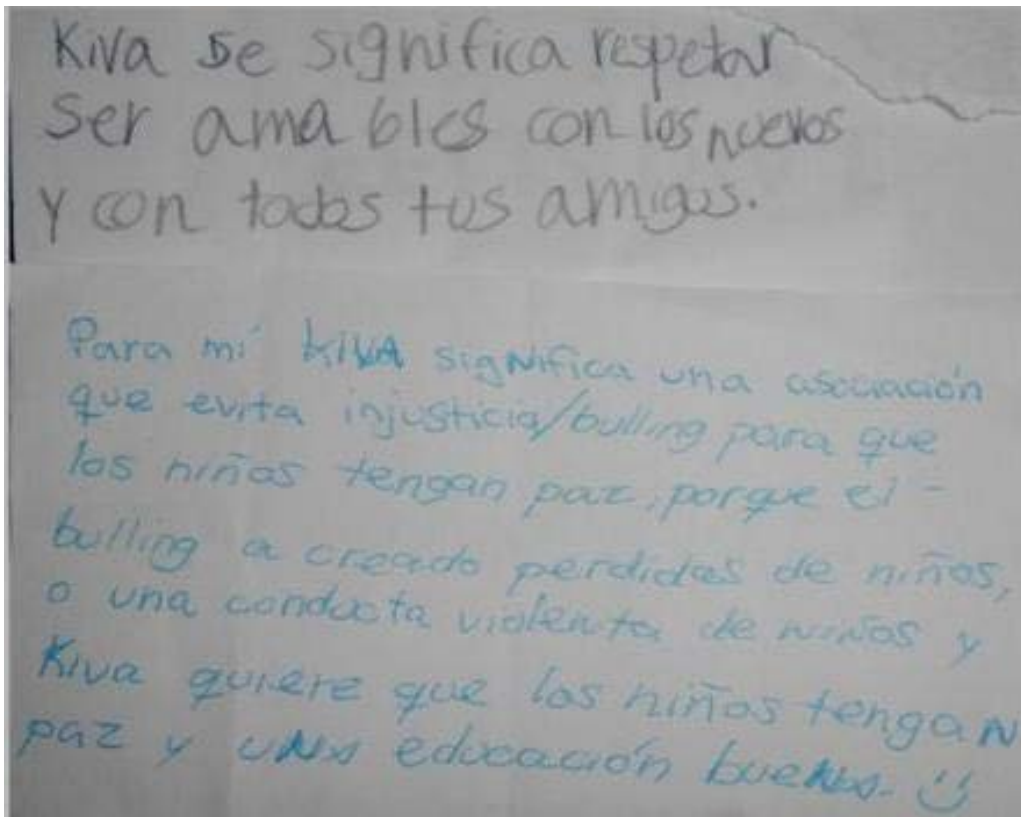 Kiva se significa respetar
Ser amables con los nuevos
Y con todos tus amigos.
Para mí KIVA significa una asociación
que evita injusticia/bulling para que
los niños tengan paz, porque el -
bulling a creado perdidas de niños,
o una conducta violenta de niños y
Kiva quiere que los niños tengan
paz y una educación buena. :)